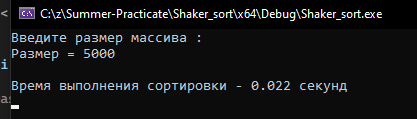 C:\z\Summer-Practicate\Shaker_sort\x64\Debug\Shaker_sort.exe
Введите размер массива :
Размер = 5000
Время выполнения сортировки - 0.022 секунд